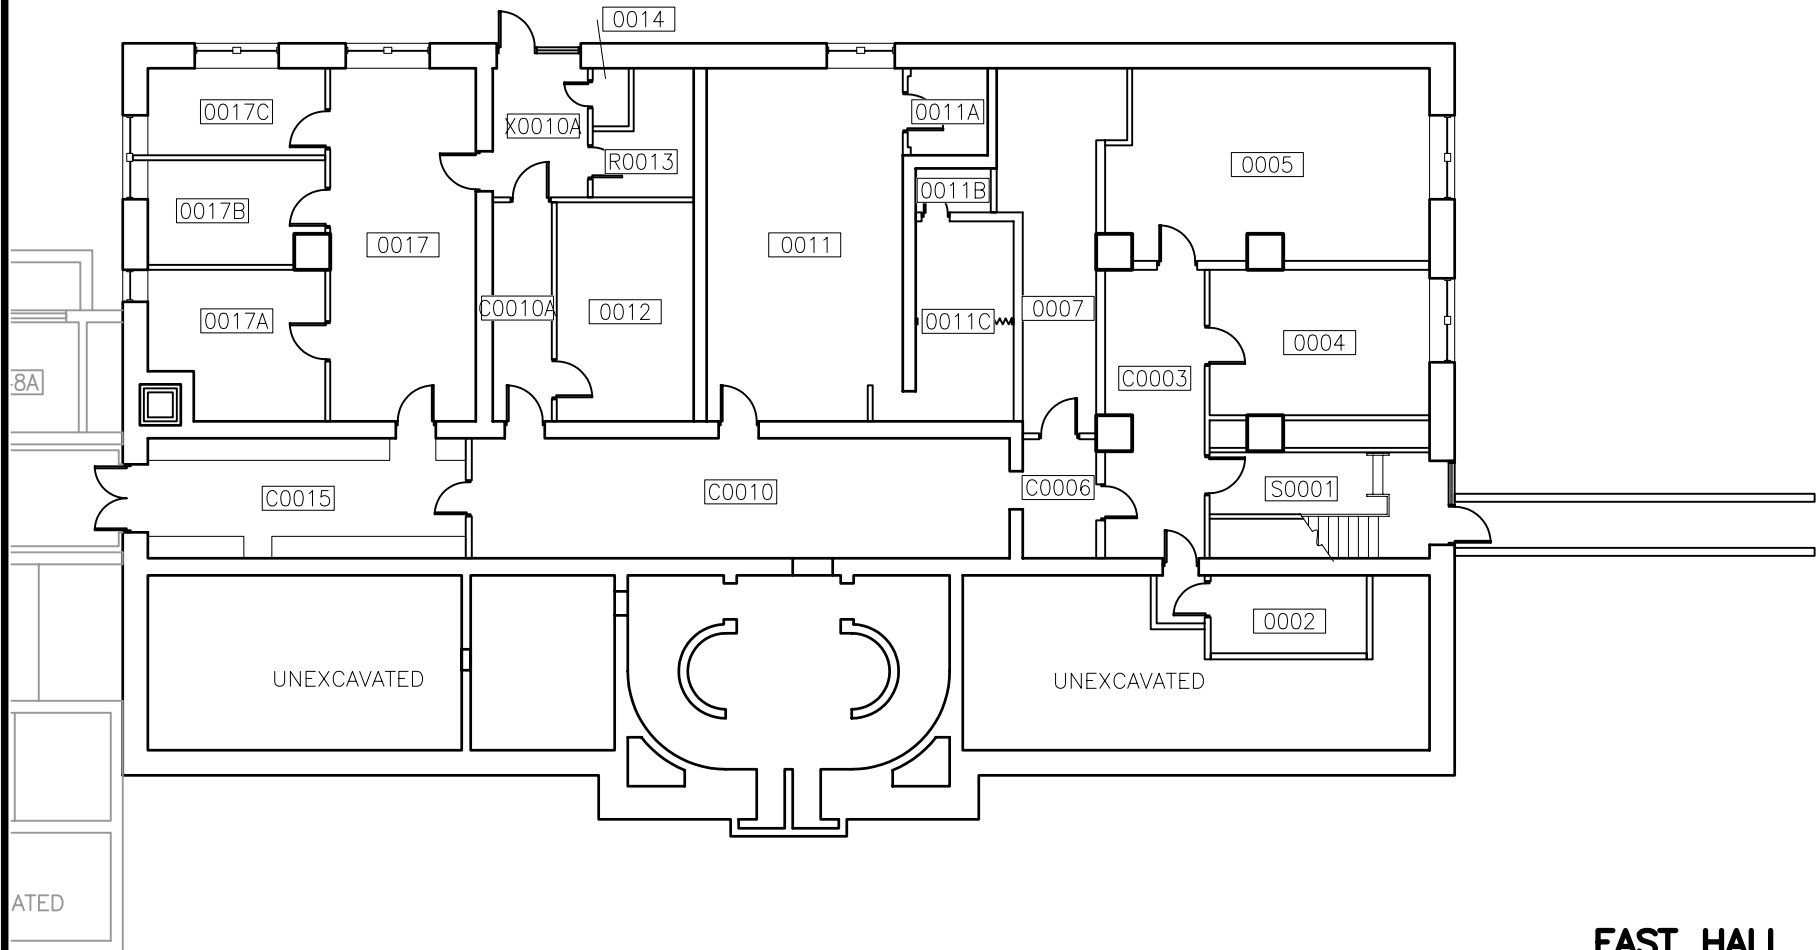 0014
0017C
X0010A
0011A
R0013
0005
0011B
0017B
0017
0011
C0010A
0012
0007
0017A
0011C
0004
-8A
C0003
C0015
C0010
C0006
S0001
0002
UNEXCAVATED
UNEXCAVATED
ATED
EAST HALL